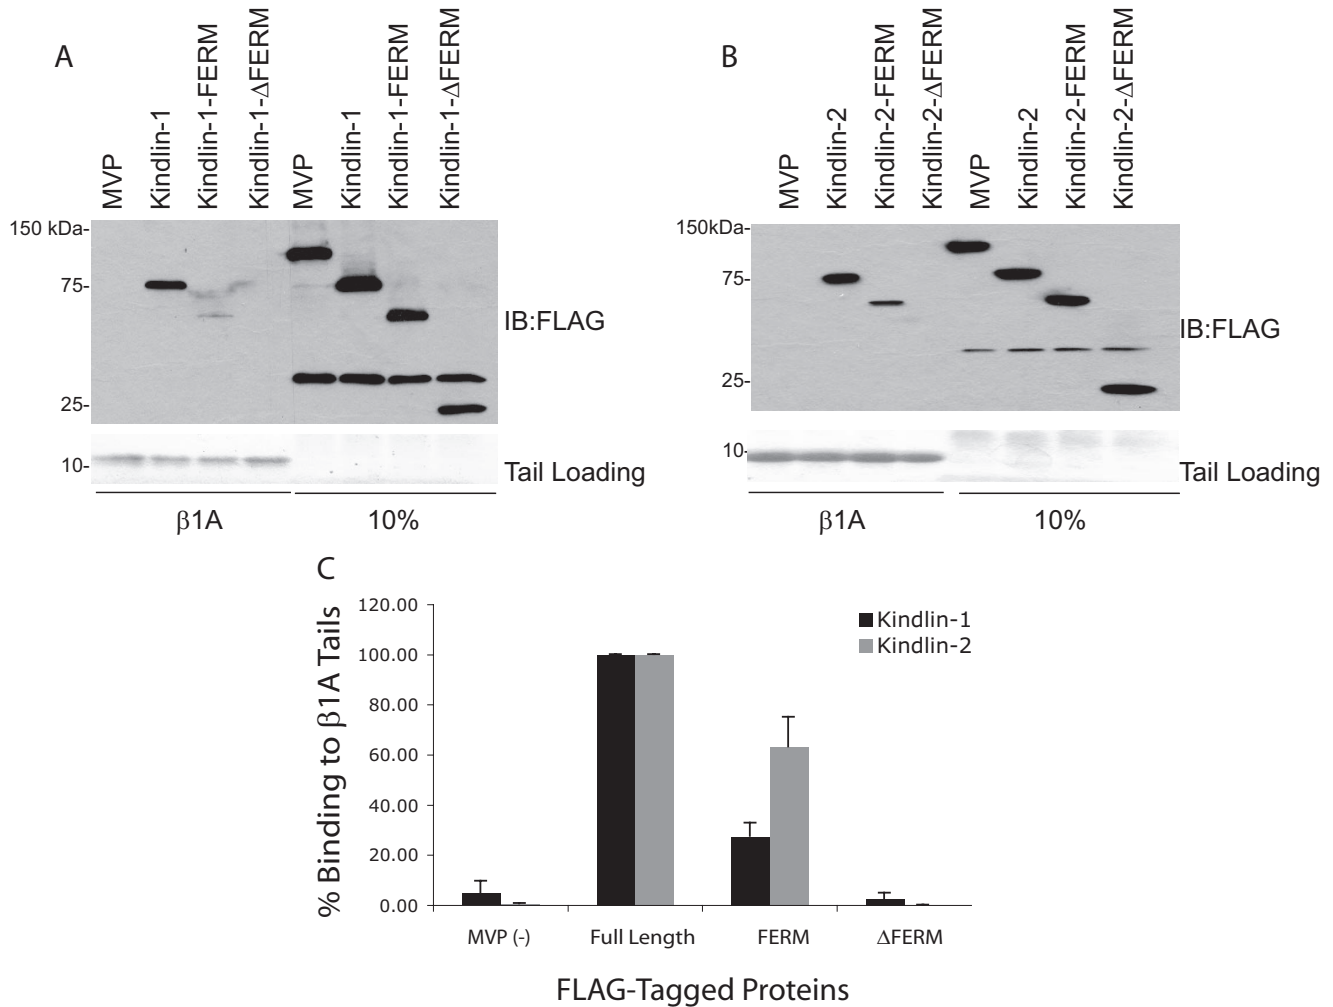 A
MVP
Kindlin-1
Kindlin-1-FERM
Kindlin-1-ΔFERM
MVP
Kindlin-1
Kindlin-1-FERM
Kindlin-1-ΔFERM
150 kDa-
75-
25-
10-
IB:FLAG
Tail Loading
β1A
10%
B
MVP
Kindlin-2
Kindlin-2-FERM
Kindlin-2-ΔFERM
MVP
Kindlin-2
Kindlin-2-FERM
Kindlin-2-ΔFERM
150kDa-
75-
25-
10-
IB:FLAG
Tail Loading
β1A
10%
C
% Binding to β1A Tails
120.00
100.00
80.00
60.00
40.00
20.00
0.00
Kindlin-1
Kindlin-2
MVP (-)
Full Length
FERM
ΔFERM
FLAG-Tagged Proteins